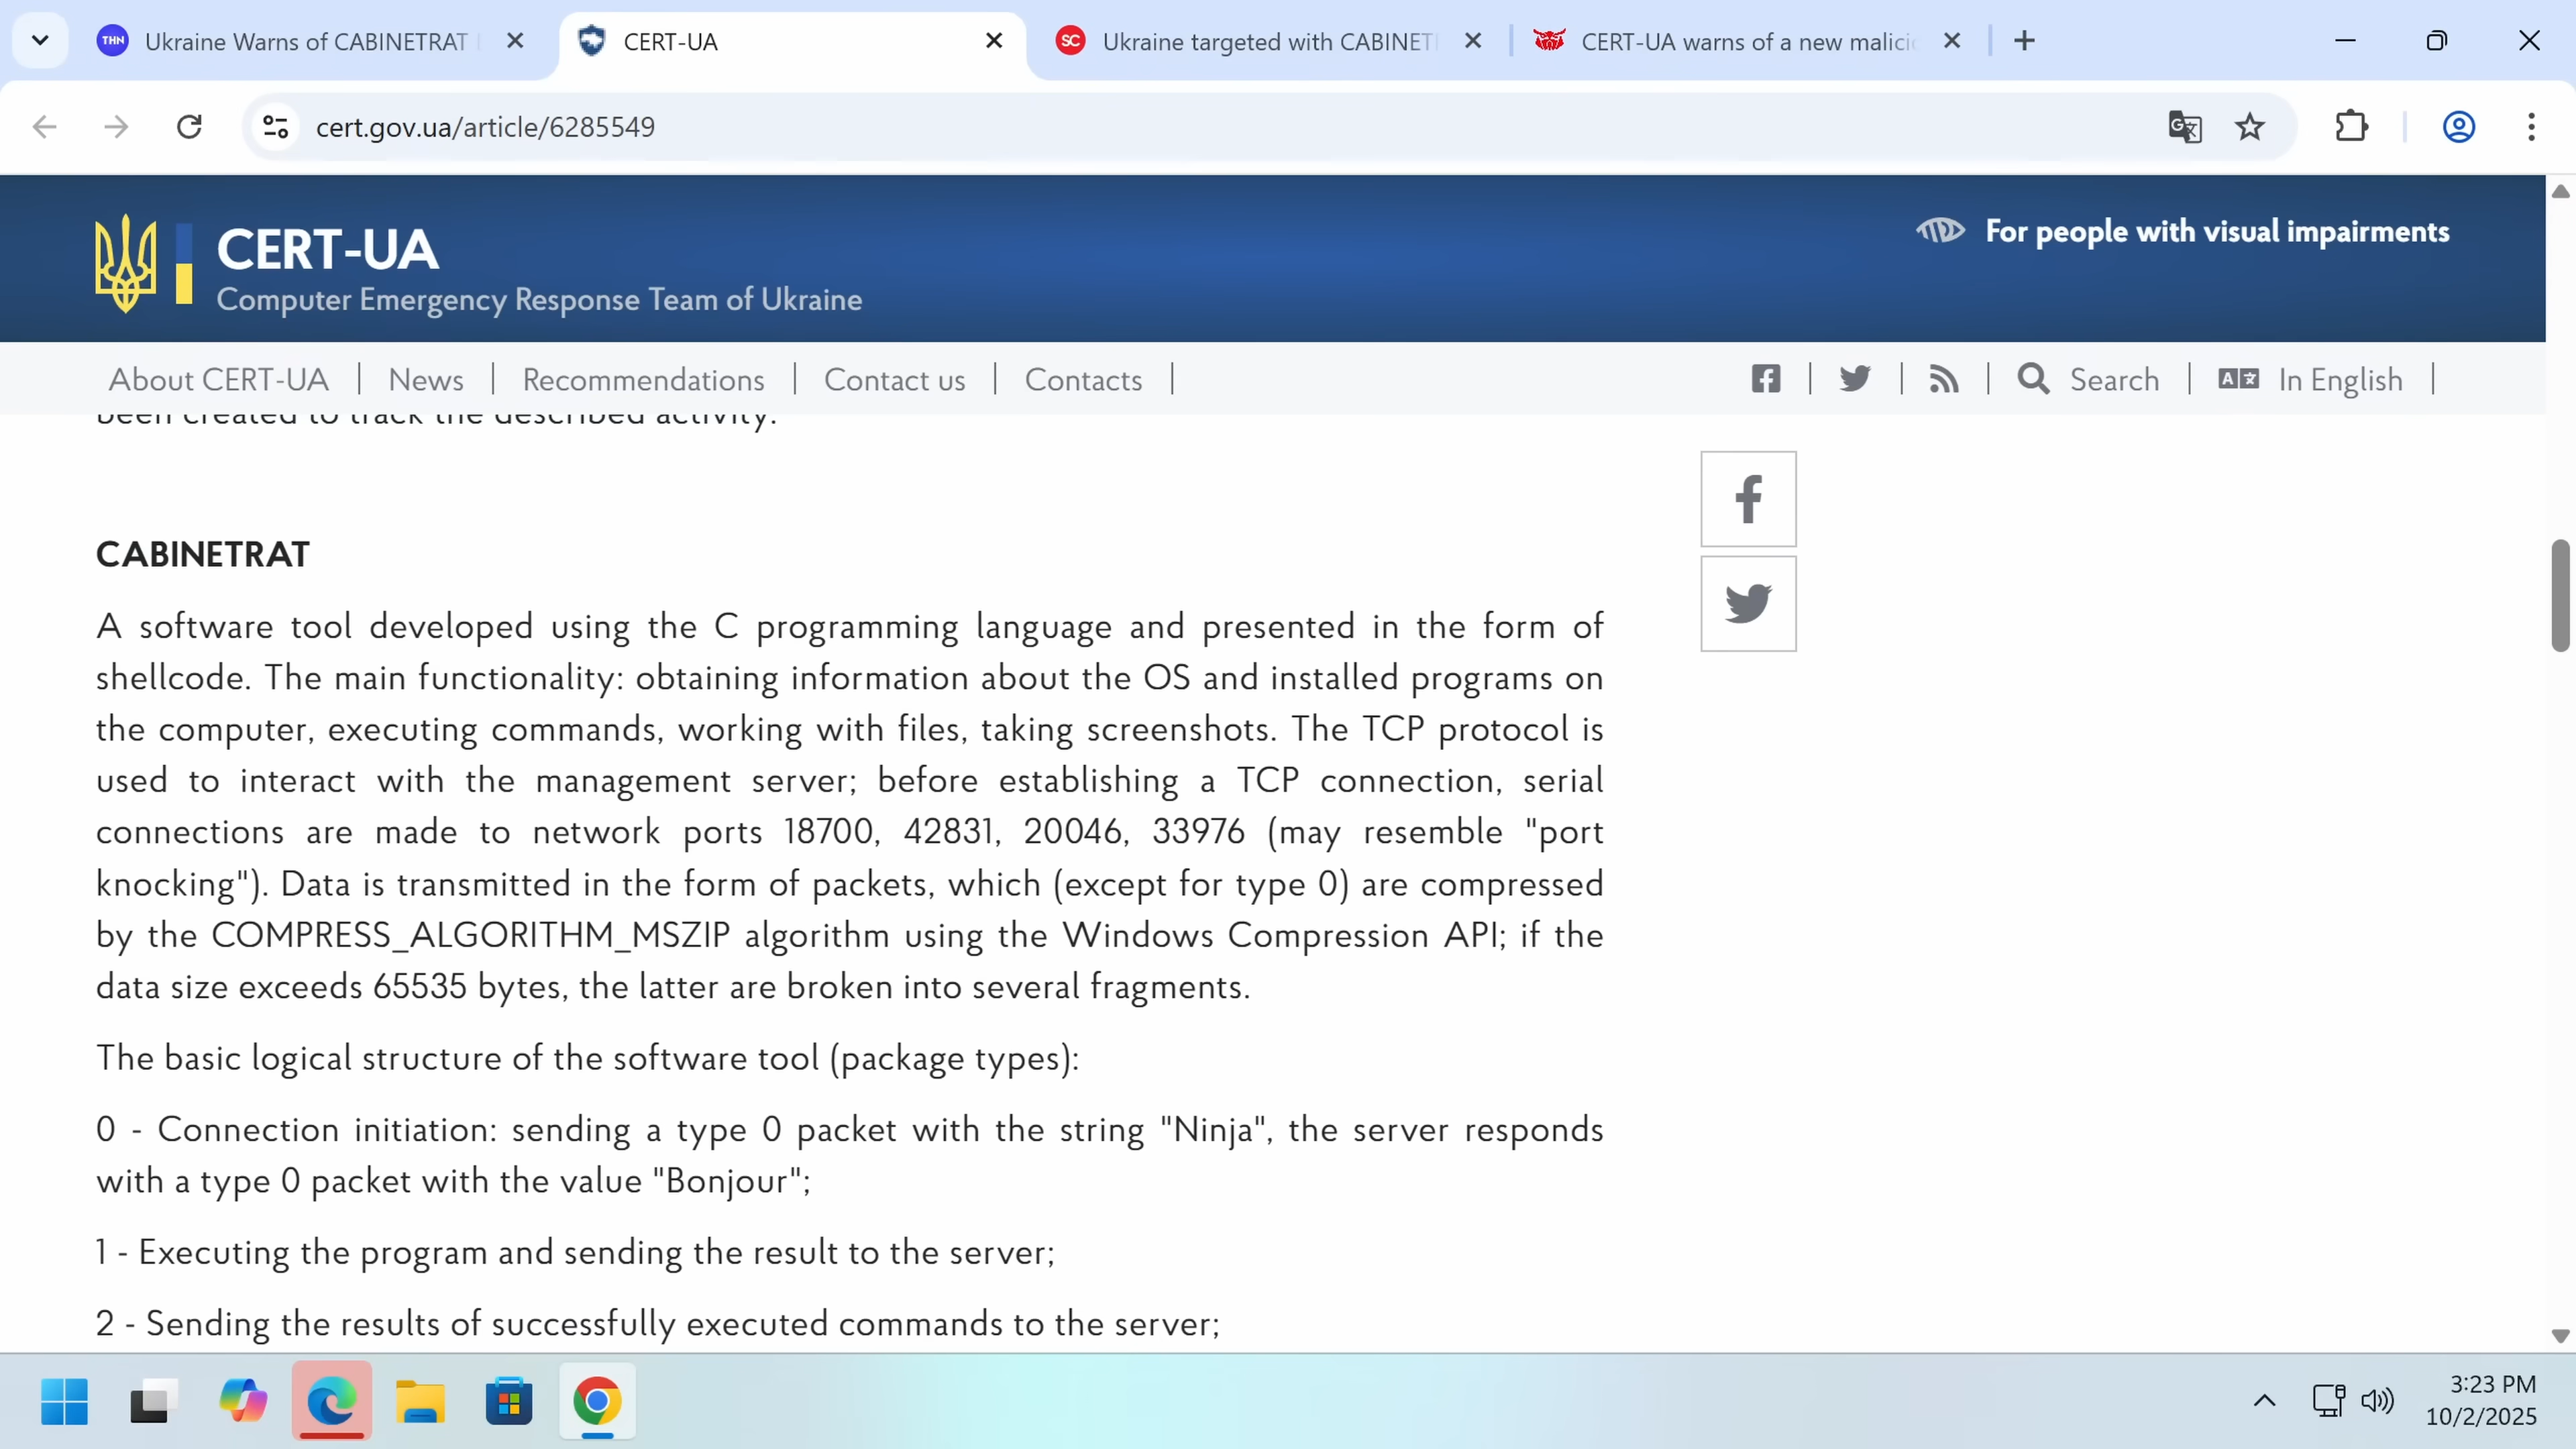 THN Ukraine Warns of CABINETRAT
CERT-UA
SC Ukraine targeted with CABINET
CERT-UA warns of a new malici
cert.gov.ua/article/6285549
CERT-UA
Computer Emergency Response Team of Ukraine
For people with visual impairments
About CERT-UA | News | Recommendations | Contact us | Contacts |
Search | In English |
been created to track the described activity.
CABINETRAT
A software tool developed using the C programming language and presented in the form of
shellcode. The main functionality: obtaining information about the OS and installed programs on
the computer, executing commands, working with files, taking screenshots. The TCP protocol is
used to interact with the management server; before establishing a TCP connection, serial
connections are made to network ports 18700, 42831, 20046, 33976 (may resemble "port
knocking"). Data is transmitted in the form of packets, which (except for type 0) are compressed
by the COMPRESS_ALGORITHM_MSZIP algorithm using the Windows Compression API; if the
data size exceeds 65535 bytes, the latter are broken into several fragments.
The basic logical structure of the software tool (package types):
0 - Connection initiation: sending a type 0 packet with the string "Ninja", the server responds
with a type 0 packet with the value "Bonjour";
1 - Executing the program and sending the result to the server;
2 - Sending the results of successfully executed commands to the server;
3:23 PM
10/2/2025